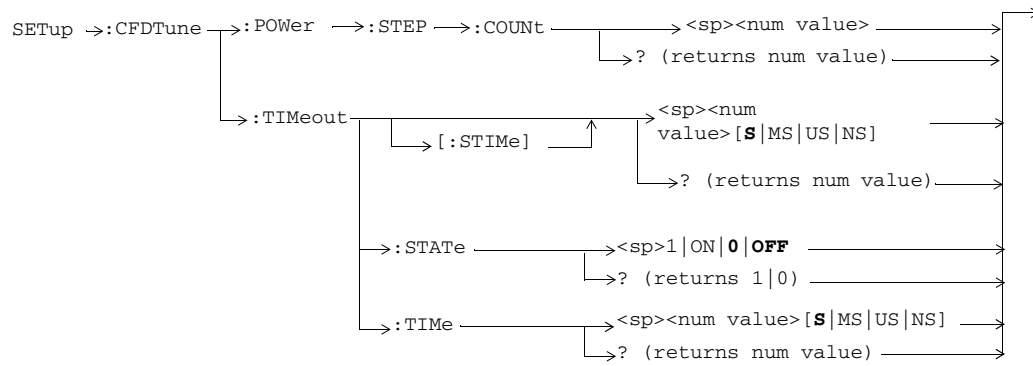 SETup :CFDTune :POWer :STEP :COUNt <sp><num value>
? (returns num value)
:TIMeout <sp><num
value>[S|MS|US|NS]
[:STIMe]
? (returns num value)
:STATe <sp>1|ON|0|OFF
? (returns 1|0)
:TIMe <sp><num value>[S|MS|US|NS]
? (returns num value)